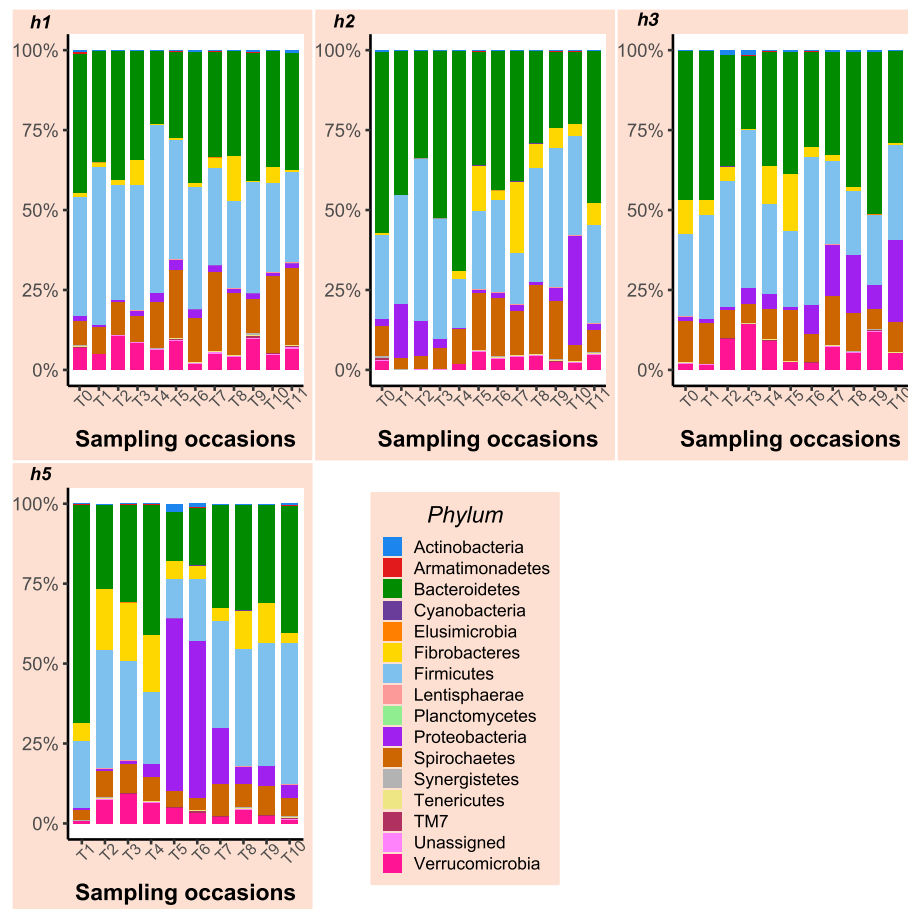 h1
100%
75%
50%
25%
0%
T0 T1 T2 T3 T4 T5 T6 T7 T8 T9 T10 T11
Sampling occasions
h2
100%
75%
50%
25%
0%
T0 T1 T2 T3 T4 T5 T6 T7 T8 T9 T10 T11
Sampling occasions
h3
100%
75%
50%
25%
0%
T0 T1 T2 T3 T4 T5 T6 T7 T8 T9 T10
Sampling occasions
h5
100%
75%
50%
25%
0%
T1 T2 T3 T4 T5 T6 T7 T8 T9 T10
Sampling occasions
Phylum
Actinobacteria
Armatimonadetes
Bacteroidetes
Cyanobacteria
Elusimicrobia
Fibrobacteres
Firmicutes
Lentisphaerae
Planctomycetes
Proteobacteria
Spirochaetes
Synergistetes
Tenericutes
TM7
Unassigned
Verrucomicrobia